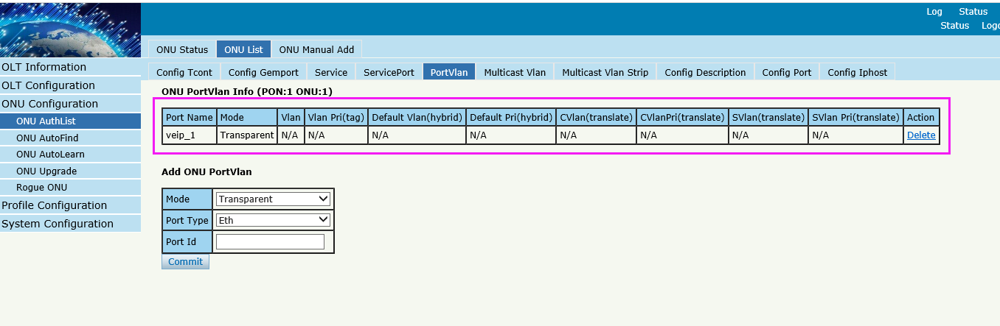 Log Status
Status Logo
ONU Status ONU List ONU Manual Add
OLT Information
OLT Configuration
ONU Configuration
ONU AuthList
ONU AutoFind
ONU AutoLearn
ONU Upgrade
Rogue ONU
Profile Configuration
System Configuration
Config Tcont Config Gemport Service ServicePort PortVlan Multicast Vlan Multicast Vlan Strip Config Description Config Port Config Iphost
ONU PortVlan Info (PON:1 ONU:1)
Port Name Mode Vlan Vlan Pri(tag) Default Vlan(hybrid) Default Pri(hybrid) CVlan(translate) CVlanPri(translate) SVlan(translate) SVlan Pri(translate) Action
veip_1 Transparent N/A N/A N/A N/A N/A N/A N/A N/A Delete
Add ONU PortVlan
Mode Transparent
Port Type Eth
Port Id
Commit